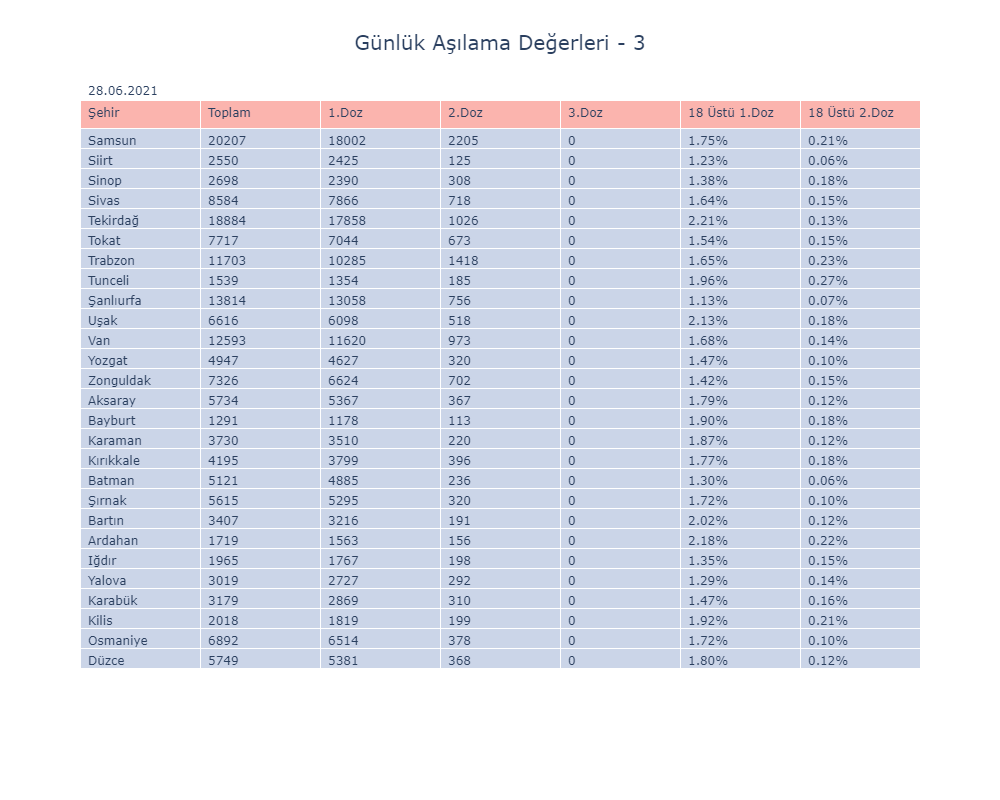 Günlük Aşılama Değerleri - 3
28.06.2021
Şehir Toplam 1.Doz 2.Doz 3.Doz 18 Üstü 1.Doz 18 Üstü 2.Doz
Samsun 20207 18002 2205 0 1.75% 0.21%
Siirt 2550 2425 125 0 1.23% 0.06%
Sinop 2698 2390 308 0 1.38% 0.18%
Sivas 8584 7866 718 0 1.64% 0.15%
Tekirdağ 18884 17858 1026 0 2.21% 0.13%
Tokat 7717 7044 673 0 1.54% 0.15%
Trabzon 11703 10285 1418 0 1.65% 0.23%
Tunceli 1539 1354 185 0 1.96% 0.27%
Şanlıurfa 13814 13058 756 0 1.13% 0.07%
Uşak 6616 6098 518 0 2.13% 0.18%
Van 12593 11620 973 0 1.68% 0.14%
Yozgat 4947 4627 320 0 1.47% 0.10%
Zonguldak 7326 6624 702 0 1.42% 0.15%
Aksaray 5734 5367 367 0 1.79% 0.12%
Bayburt 1291 1178 113 0 1.90% 0.18%
Karaman 3730 3510 220 0 1.87% 0.12%
Kırıkkale 4195 3799 396 0 1.77% 0.18%
Batman 5121 4885 236 0 1.30% 0.06%
Şırnak 5615 5295 320 0 1.72% 0.10%
Bartın 3407 3216 191 0 2.02% 0.12%
Ardahan 1719 1563 156 0 2.18% 0.22%
Iğdır 1965 1767 198 0 1.35% 0.15%
Yalova 3019 2727 292 0 1.29% 0.14%
Karabük 3179 2869 310 0 1.47% 0.16%
Kilis 2018 1819 199 0 1.92% 0.21%
Osmaniye 6892 6514 378 0 1.72% 0.10%
Düzce 5749 5381 368 0 1.80% 0.12%